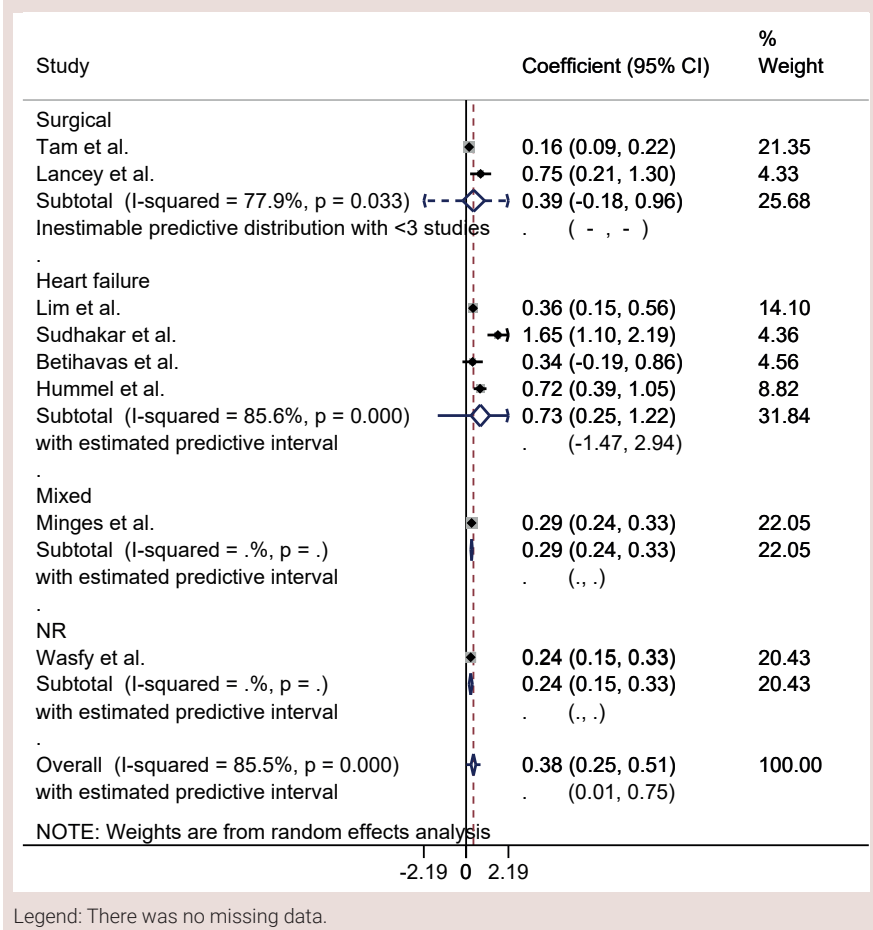 %
Study Coefficient (95% CI) Weight
Surgical
Tam et al. 0.16 (0.09, 0.22) 21.35
Lancey et al. 0.75 (0.21, 1.30) 4.33
Subtotal (I-squared = 77.9%, p = 0.033) 0.39 (-0.18, 0.96) 25.68
Inestimable predictive distribution with <3 studies . ( - , - )
.
Heart failure
Lim et al. 0.36 (0.15, 0.56) 14.10
Sudhakar et al. 1.65 (1.10, 2.19) 4.36
Betihavas et al. 0.34 (-0.19, 0.86) 4.56
Hummel et al. 0.72 (0.39, 1.05) 8.82
Subtotal (I-squared = 85.6%, p = 0.000) 0.73 (0.25, 1.22) 31.84
with estimated predictive interval . (-1.47, 2.94)
.
Mixed
Minges et al. 0.29 (0.24, 0.33) 22.05
Subtotal (I-squared = .%, p = .) 0.29 (0.24, 0.33) 22.05
with estimated predictive interval . (., .)
.
NR
Wasfy et al. 0.24 (0.15, 0.33) 20.43
Subtotal (I-squared = .%, p = .) 0.24 (0.15, 0.33) 20.43
with estimated predictive interval . (., .)
.
Overall (I-squared = 85.5%, p = 0.000) 0.38 (0.25, 0.51) 100.00
with estimated predictive interval . (0.01, 0.75)
NOTE: Weights are from random effects analysis
-2.19 0 2.19
Legend: There was no missing data.